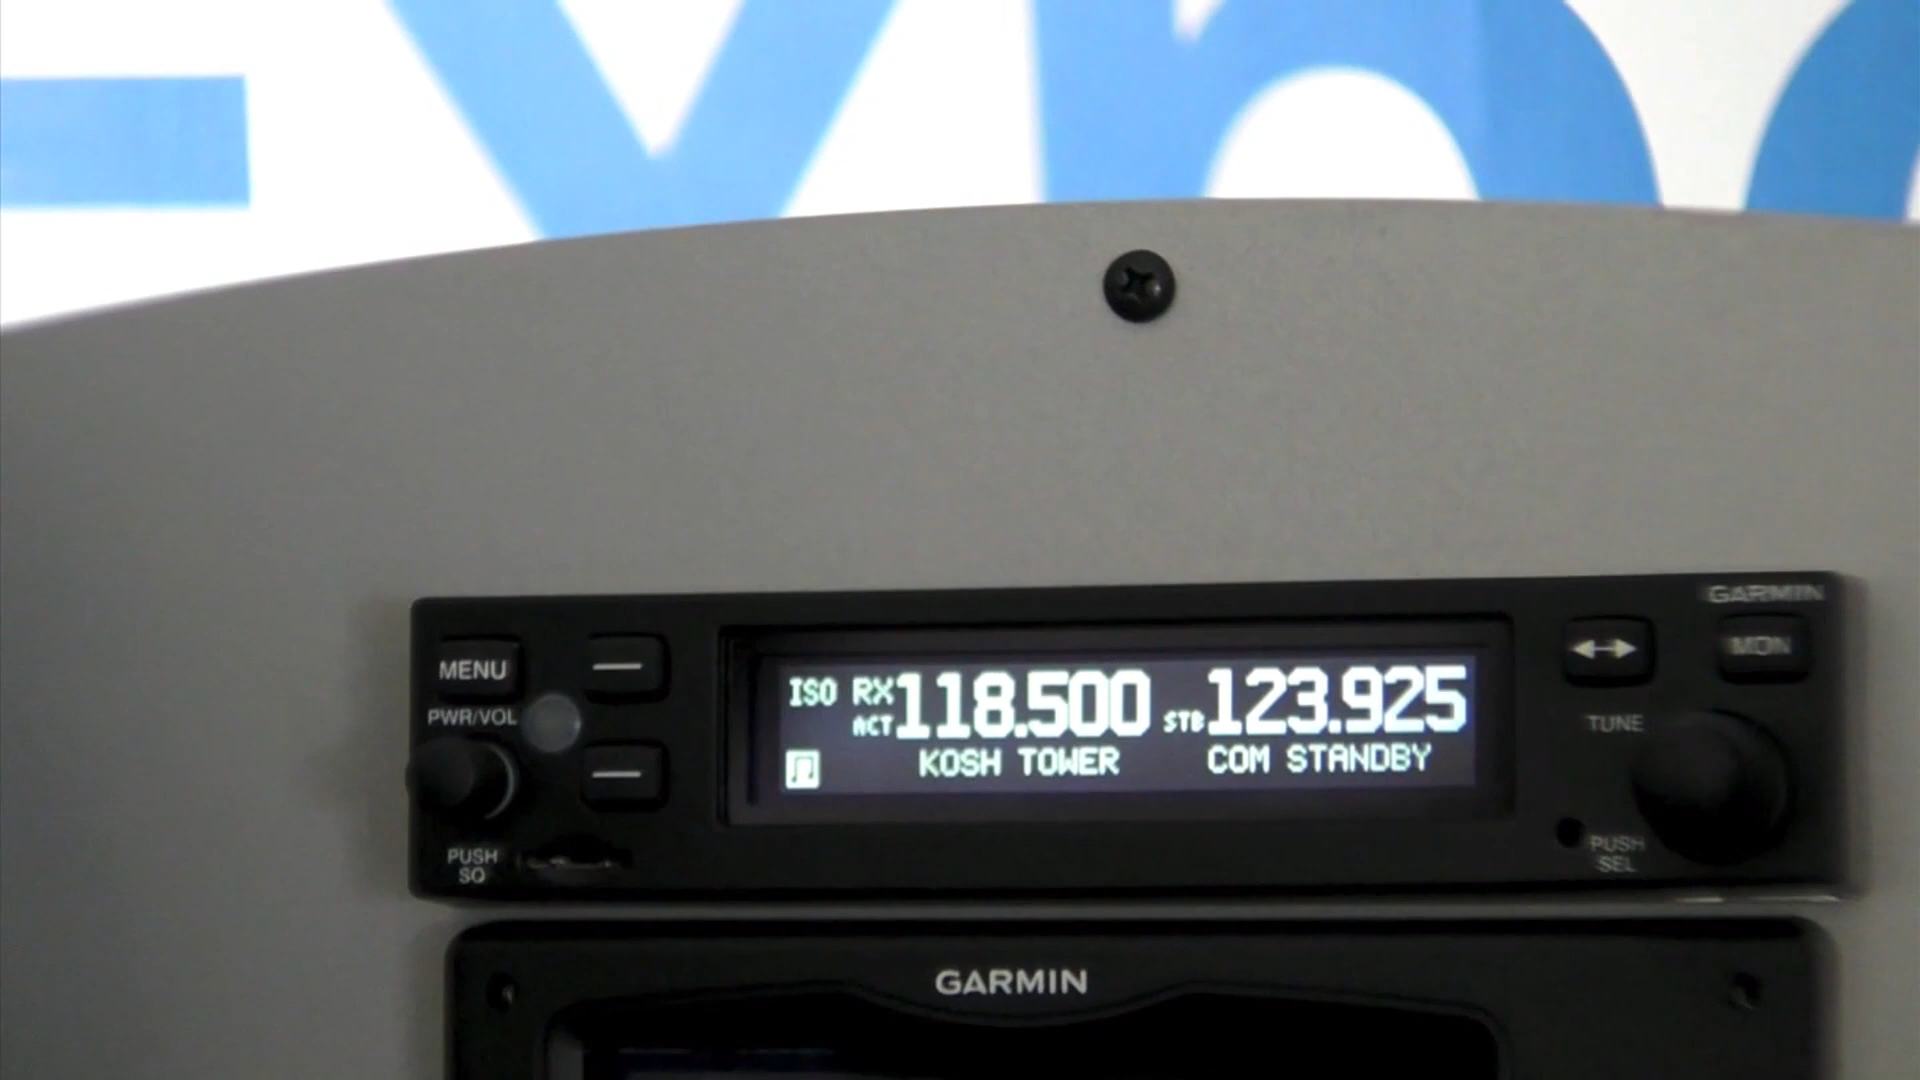 GARMIN
MENU
MON
PWR/VOL
ISO RX 118.500 123.925
ACT STB
KOSH TOWER COM STANDBY
TUNE
PUSH
SQ
PUSH
SEL
GARMIN